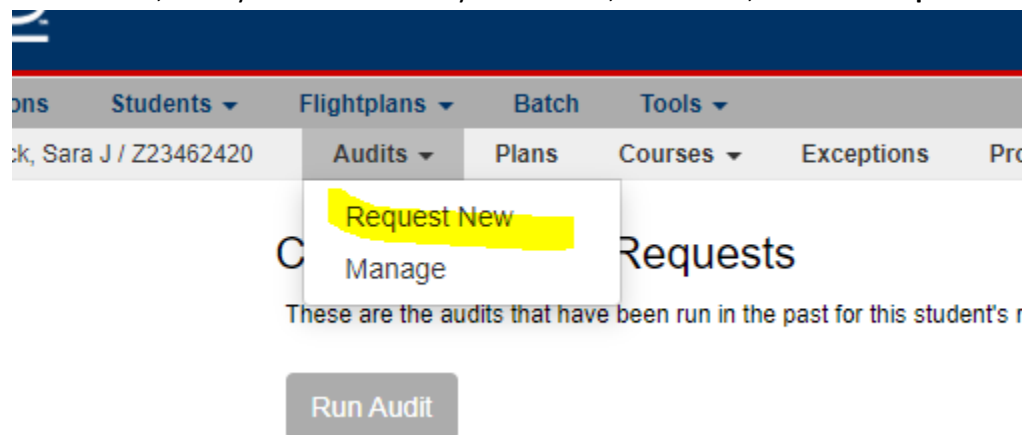 Students Flightplans Batch Tools
Sara J / Z23462420 Audits Plans Courses Exceptions
Request New
Manage
Requests
These are the audits that have been run in the past for this student's
Run Audit